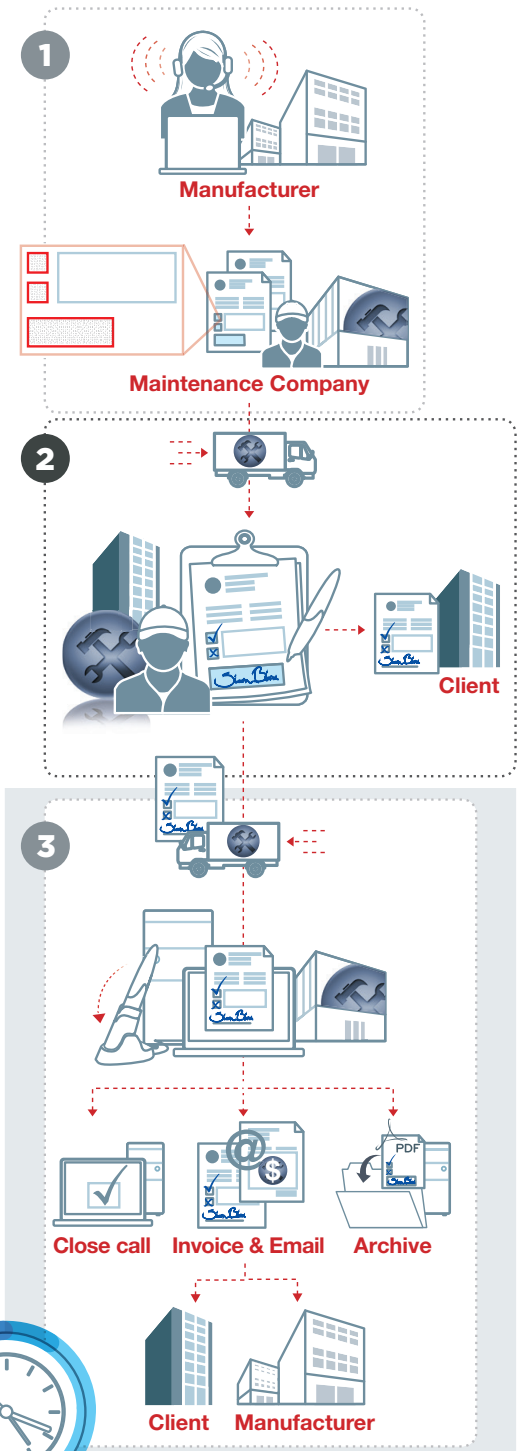 1
Manufacturer
Maintenance Company
2
Client
3
PDF
@
$
Close call
Invoice & Email
Archive
Client
Manufacturer